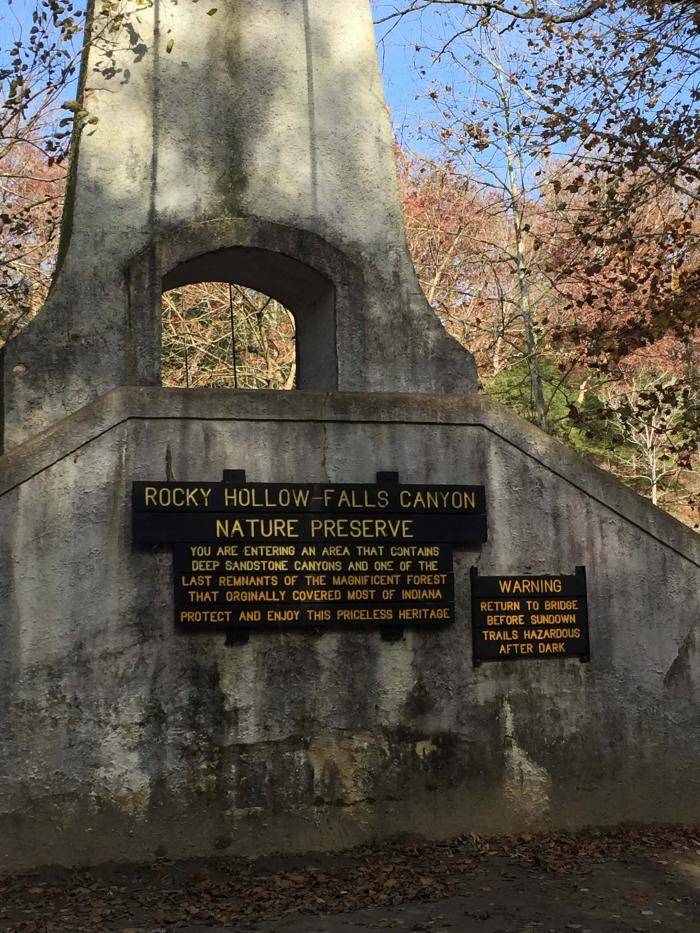 ROCKY HOLLOW-FALLS CANYON
NATURE PRESERVE
YOU ARE ENTERING AN AREA THAT CONTAINS
DEEP SANDSTONE CANYONS AND ONE OF THE
LAST REMNANTS OF THE MAGNIFICENT FOREST
THAT ORGINALLY COVERED MOST OF INDIANA
PROTECT AND ENJOY THIS PRICELESS HERITAGE
WARNING
RETURN TO BRIDGE
BEFORE SUNDOWN
TRAILS HAZARDOUS
AFTER DARK